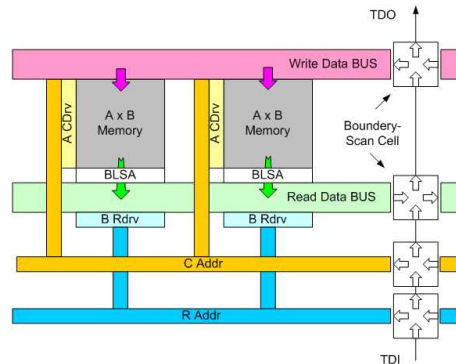 TDO
Write Data BUS
A CDrv
A x B
Memory
A CDrv
A x B
Memory
Boundery-
Scan Cell
BLSA
BLSA
Read Data BUS
B Rdrv
B Rdrv
C Addr
R Addr
TDI